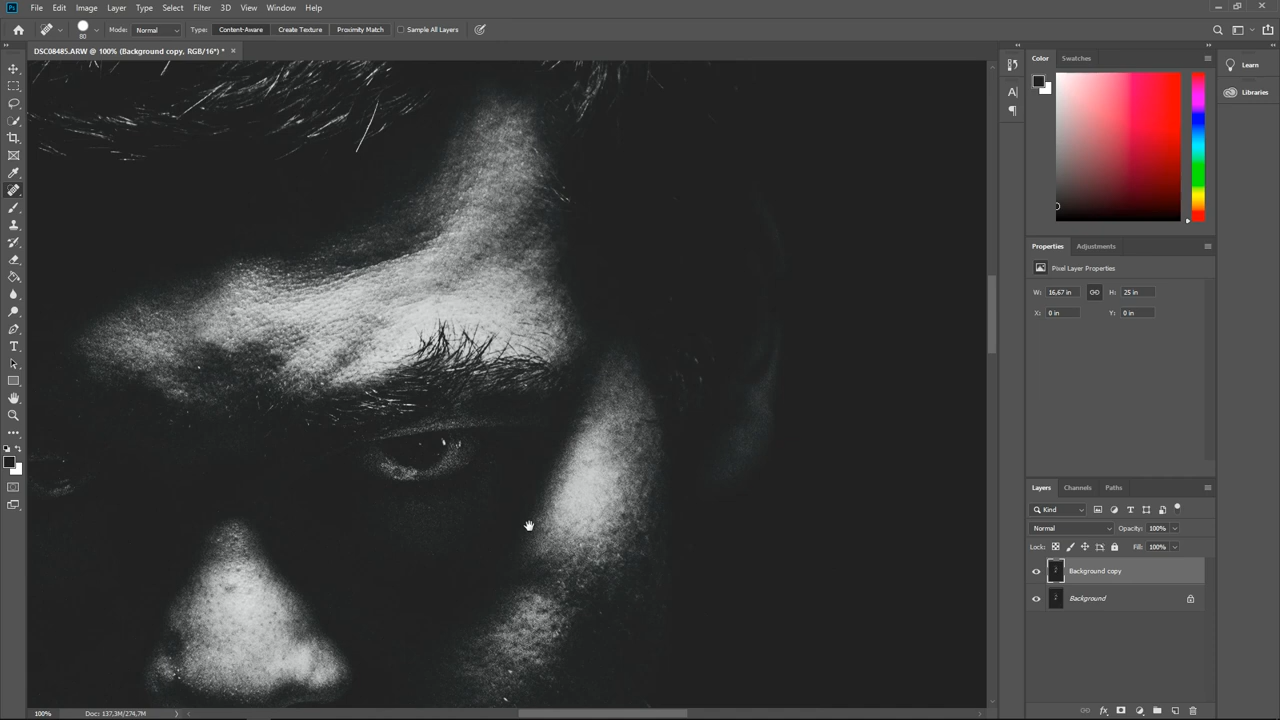 Ps File Edit Image Layer Type Select Filter 3D View Window Help
80 Mode: Normal Type: Content-Aware Create Texture Proximity Match Sample All Layers
DSC08485.ARW @ 100% (Background copy, RGB/16*) * ×
Color Swatches
Learn
Libraries
Properties Adjustments
Pixel Layer Properties
W: 16,67 in H: 25 in
X: 0 in Y: 0 in
Layers Channels Paths
Kind
Normal Opacity: 100%
Lock: Fill: 100%
Background copy
Background
100% Doc: 137,3M/274,7M